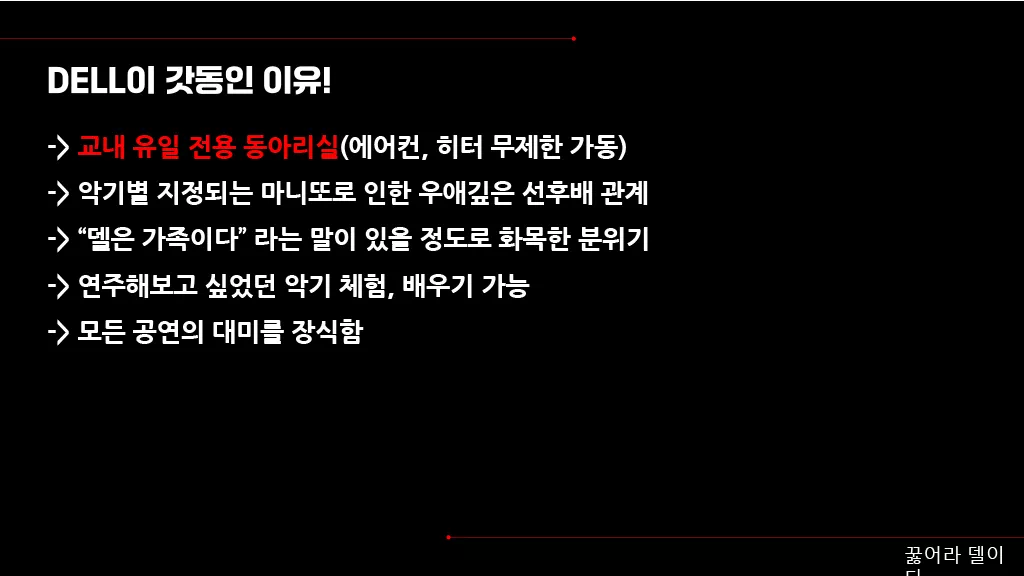 DELL이 갓동인 이유!
-> 교내 유일 전용 동아리실(에어컨, 히터 무제한 가동)
-> 악기별 지정되는 마니또로 인한 우애깊은 선후배 관계
-> “델은 가족이다” 라는 말이 있을 정도로 화목한 분위기
-> 연주해보고 싶었던 악기 체험, 배우기 가능
-> 모든 공연의 대미를 장식함
꿇어라 델이